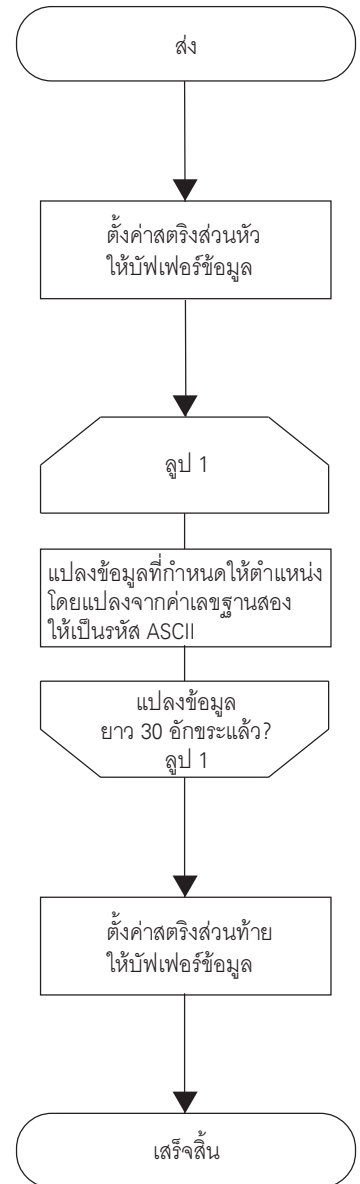 ส่ง
ตั้งค่าสตริงส่วนหัว
ให้บัฟเฟอร์ข้อมูล
ลูป 1
แปลงข้อมูลที่กำหนดให้ตำแหน่ง
โดยแปลงจากค่าเลขฐานสอง
ให้เป็นรหัส ASCII
แปลงข้อมูล
ยาว 30 อักขระแล้ว?
ลูป 1
ตั้งค่าสตริงส่วนท้าย
ให้บัฟเฟอร์ข้อมูล
เสร็จสิ้น